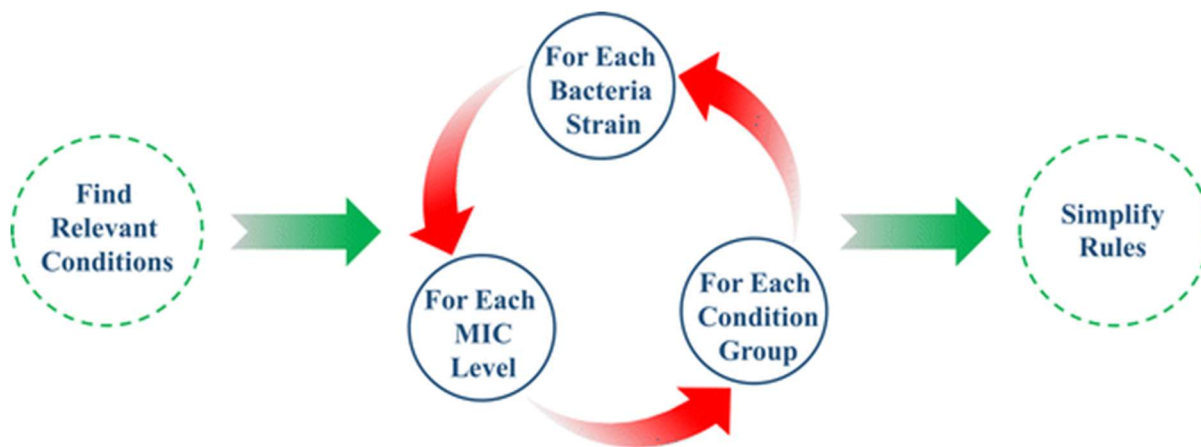 Find
Relevant
Conditions
For Each
Bacteria
Strain
For Each
MIC
Level
For Each
Condition
Group
Simplify
Rules